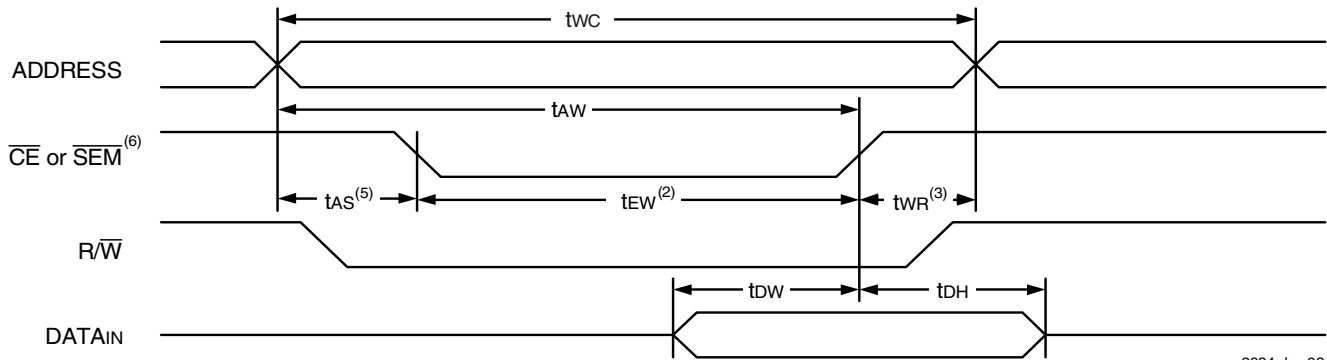 tWC
ADDRESS
tAW
CE or SEM(6)
tAS(5) tEW(2) tWR(3)
R/W
tDW tDH
DATAIN